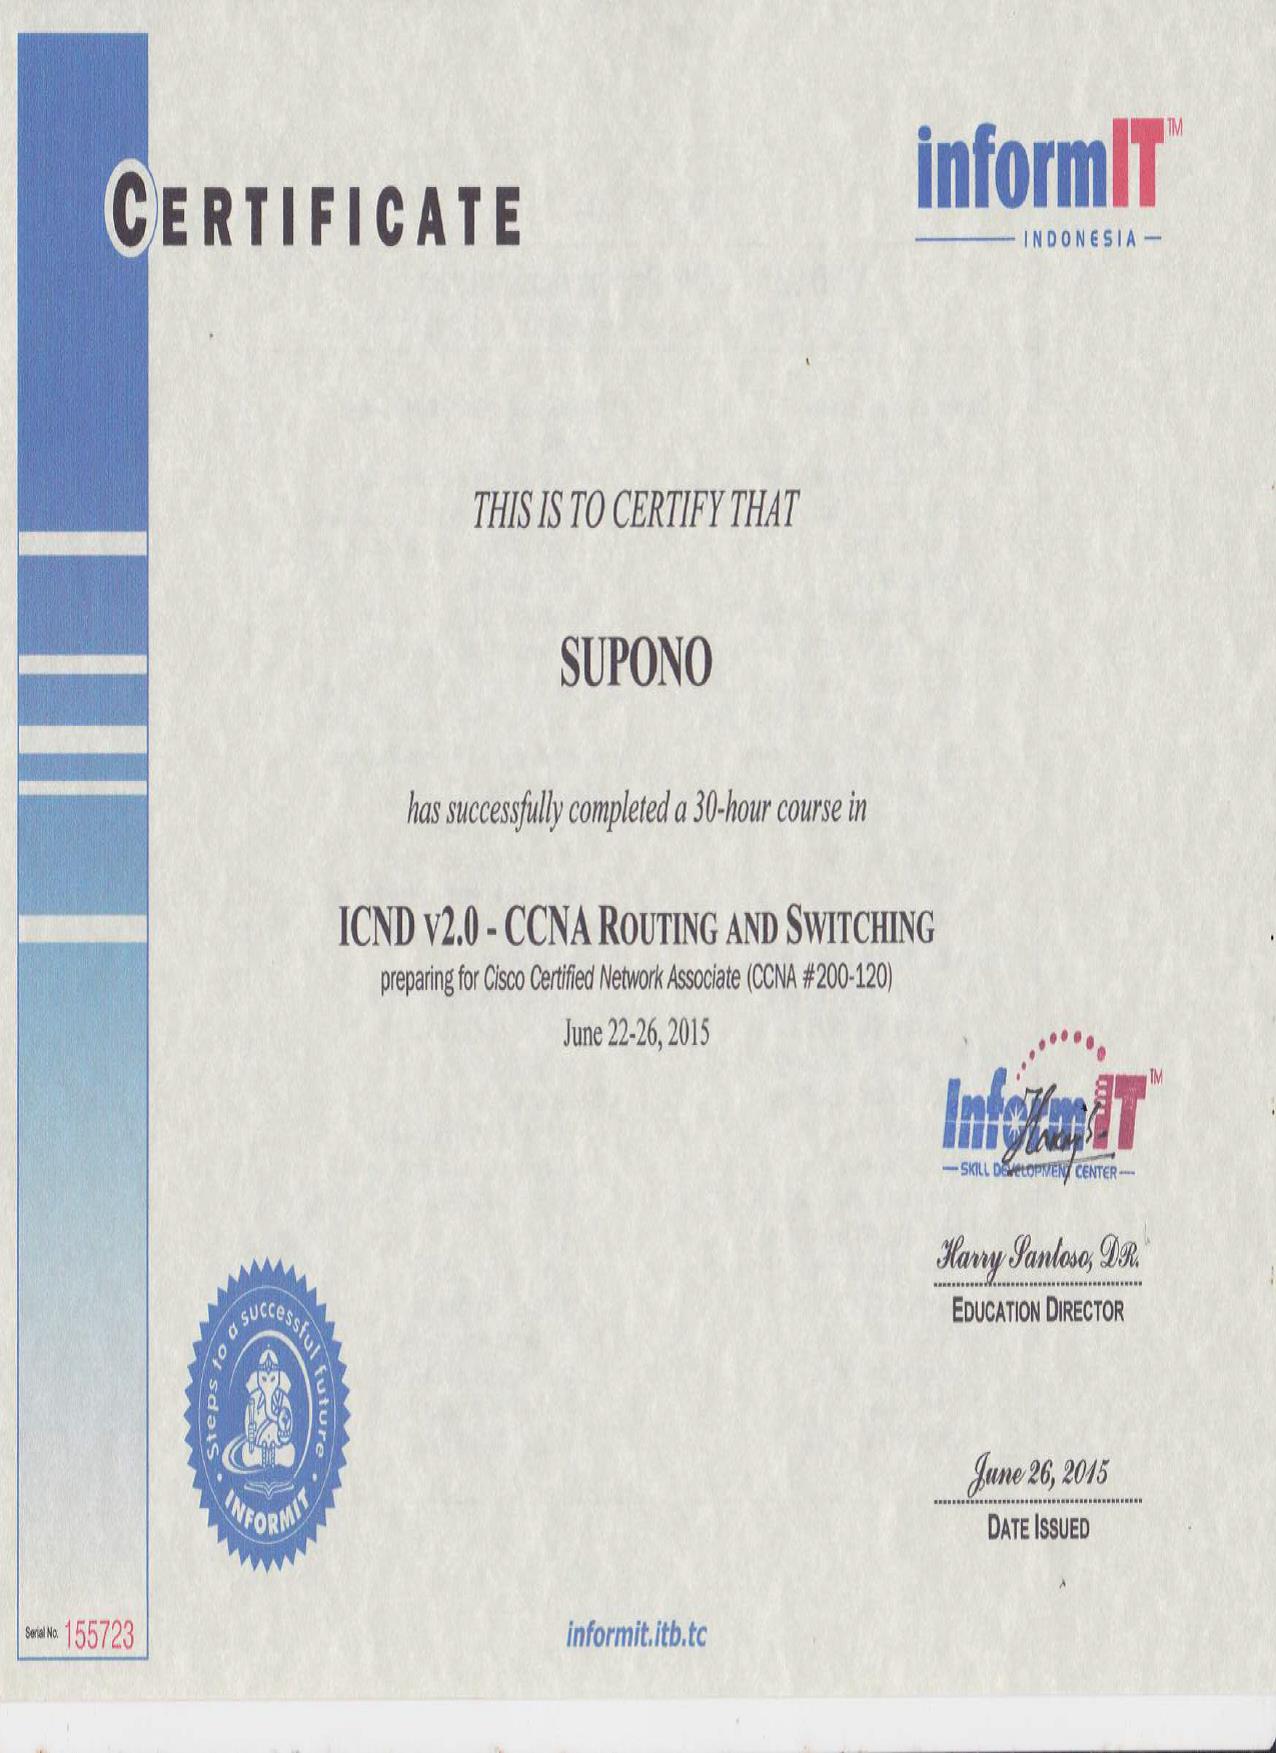 CERTIFICATE
informIT™
INDONESIA
THIS IS TO CERTIFY THAT
SUPONO
has successfully completed a 30-hour course in
ICND v2.0 - CCNA ROUTING AND SWITCHING
preparing for Cisco Certified Network Associate (CCNA #200-120)
June 22-26, 2015
InformIT™
SKILL DEVELOPMENT CENTER
Harry Santoso, DR.
EDUCATION DIRECTOR
Steps to a successful future
INFORMIT
June 26, 2015
DATE ISSUED
Serial No. 155723
informit.itb.tc